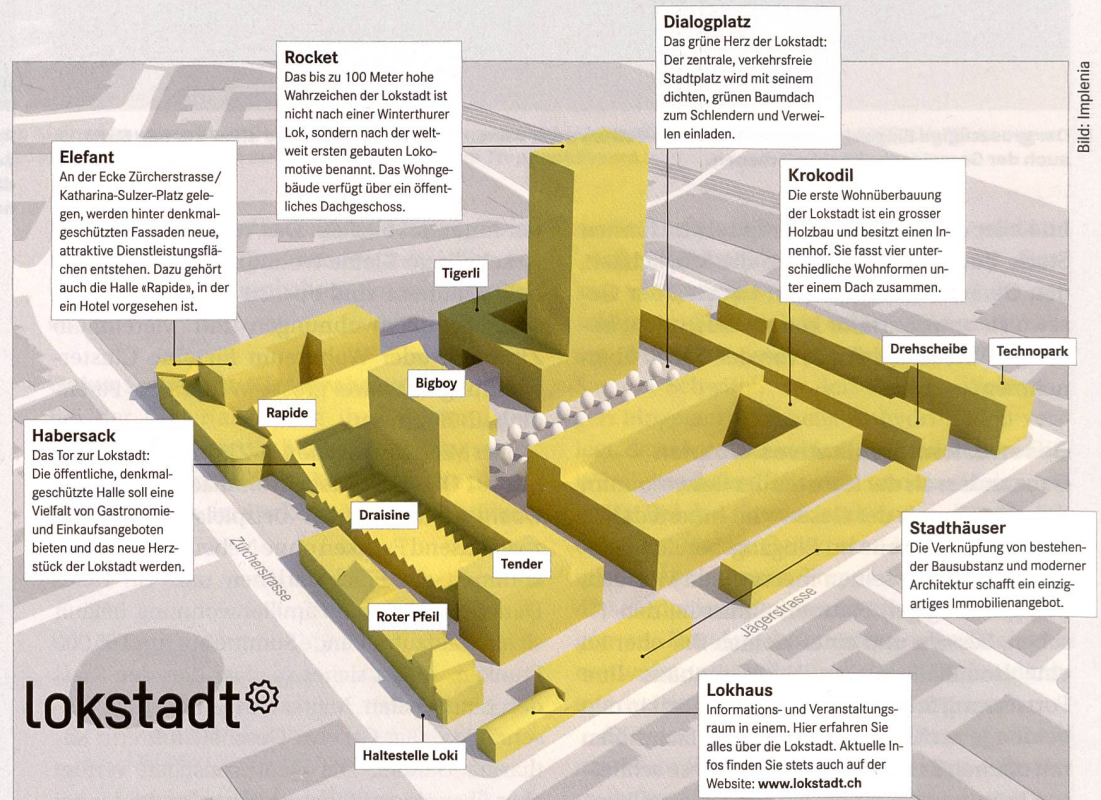 Dialogplatz
Das grüne Herz der Lokstadt:
Der zentrale, verkehrsfreie
Stadtplatz wird mit seinem
dichten, grünen Baumdach
zum Schlendern und Verwei-
len einladen.
Rocket
Das bis zu 100 Meter hohe
Wahrzeichen der Lokstadt ist
nicht nach einer Winterthurer
Lok, sondern nach der welt-
weit ersten gebauten Loko-
motive benannt. Das Wohnge-
bäude verfügt über ein öffent-
liches Dachgeschoss.
Bild: Implenia
Elefant
An der Ecke Zürcherstrasse/
Katharina-Sulzer-Platz gele-
gen, werden hinter denkmal-
geschützten Fassaden neue,
attraktive Dienstleistungsflä-
chen entstehen. Dazu gehört
auch die Halle «Rapide», in der
ein Hotel vorgesehen ist.
Krokodil
Die erste Wohnüberbauung
der Lokstadt ist ein grosser
Holzbau und besitzt einen In-
nenhof. Sie fasst vier unter-
schiedliche Wohnformen un-
ter einem Dach zusammen.
Tigerli
Drehscheibe
Technopark
Bigboy
Rapide
Habersack
Das Tor zur Lokstadt:
Die öffentliche, denkmal-
geschützte Halle soll eine
Vielfalt von Gastronomie-
und Einkaufsangeboten
bieten und das neue Herz-
stück der Lokstadt werden.
Draisine
Zürcherstrasse
Tender
Stadthäuser
Die Verknüpfung von bestehen-
der Bausubstanz und moderner
Architektur schafft ein einzig-
artiges Immobilienangebot.
Jägerstrasse
Roter Pfeil
lokstadt
Lokhaus
Informations- und Veranstaltungs-
raum in einem. Hier erfahren Sie
alles über die Lokstadt. Aktuelle In-
fos finden Sie stets auch auf der
Website: www.lokstadt.ch
Haltestelle Loki